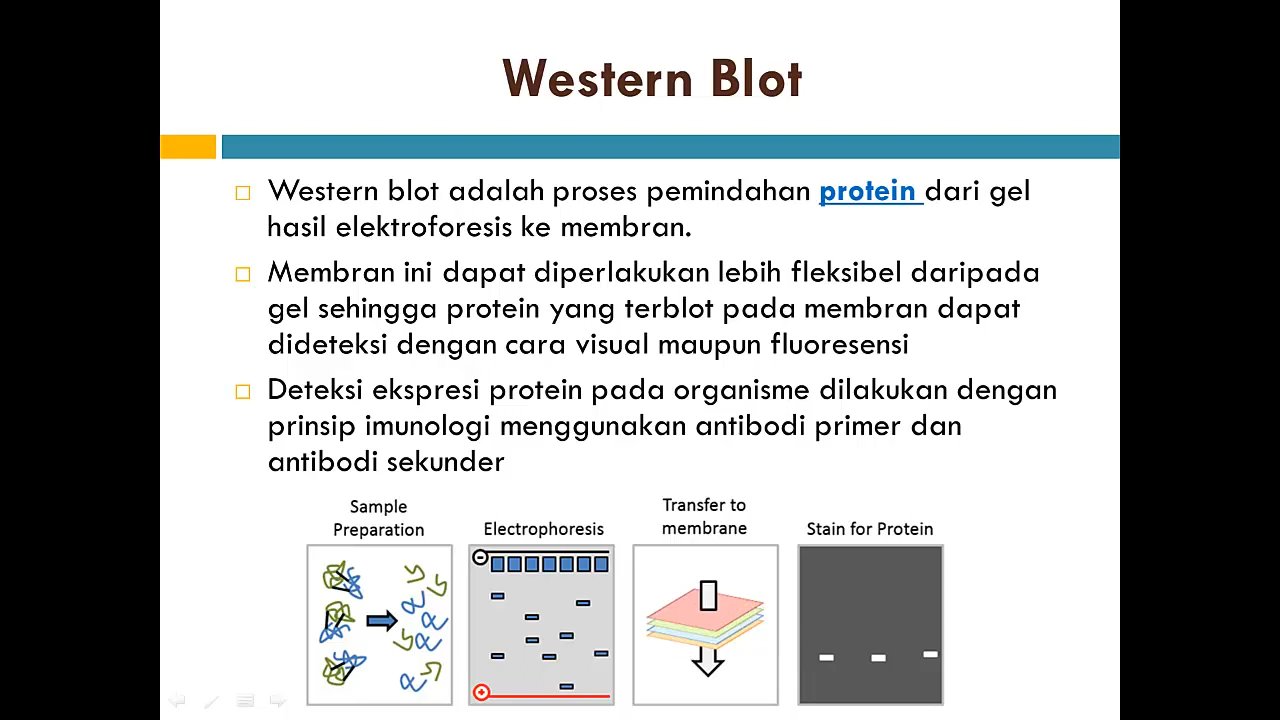 Western Blot
Western blot adalah proses pemindahan protein dari gel
hasil elektroforesis ke membran.
Membran ini dapat diperlakukan lebih fleksibel daripada
gel sehingga protein yang terblot pada membran dapat
dideteksi dengan cara visual maupun fluoresensi
Deteksi ekspresi protein pada organisme dilakukan dengan
prinsip imunologi menggunakan antibodi primer dan
antibodi sekunder
Sample
Preparation
Electrophoresis
Transfer to
membrane
Stain for Protein